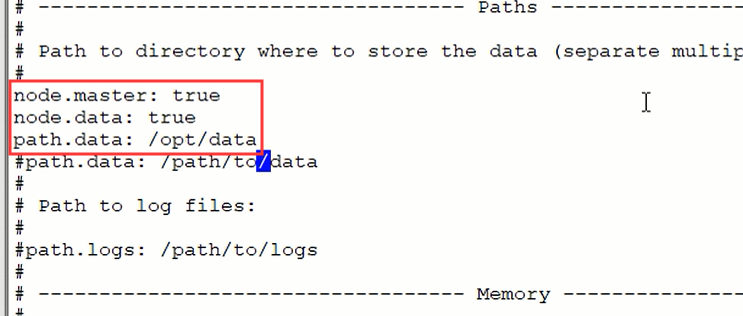 # ----------------------------------- Paths ----------------
#
# Path to directory where to store the data (separate multip
#
node.master: true
node.data: true
path.data: /opt/data
#path.data: /path/to/data
#
# Path to log files:
#
#path.logs: /path/to/logs
#
# ----------------------------------- Memory ---------------
#